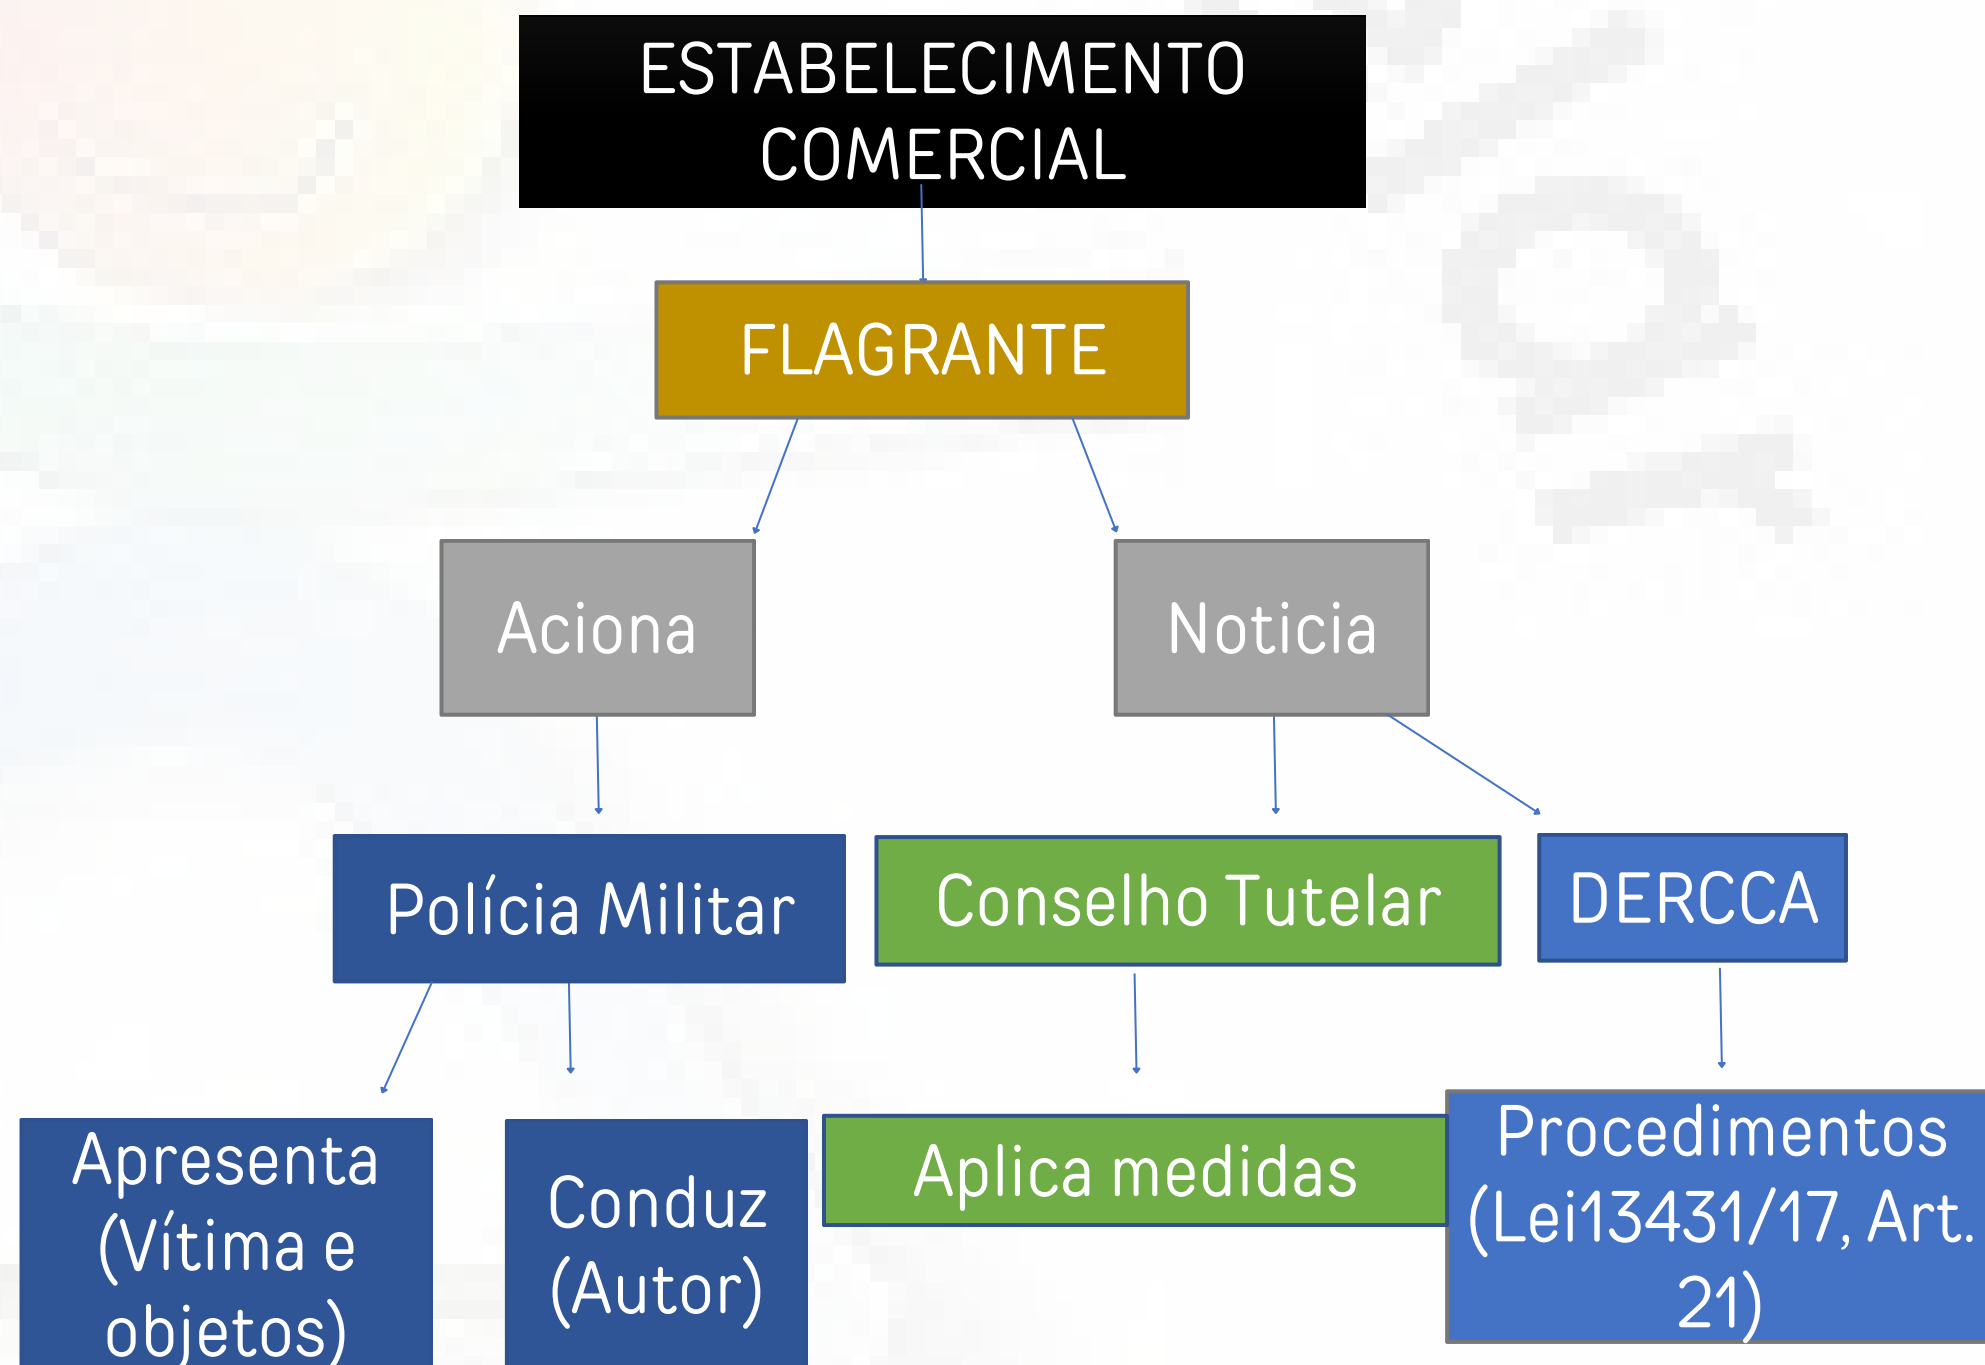 ESTABELECIMENTO
COMERCIAL
FLAGRANTE
Aciona
Noticia
Polícia Militar
Conselho Tutelar
DERCCA
Apresenta
(Vítima e
objetos)
Conduz
(Autor)
Aplica medidas
Procedimentos
(Lei13431/17, Art.
21)